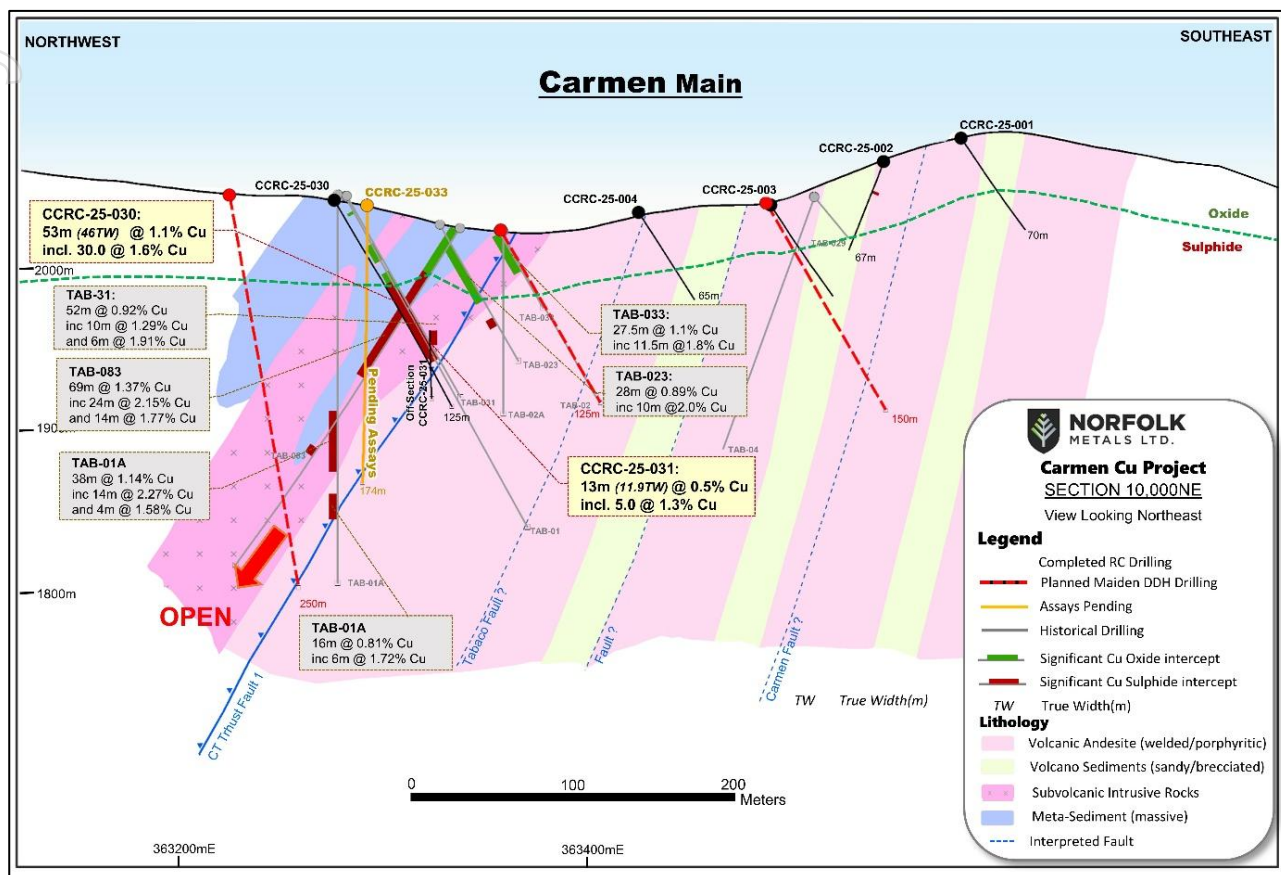 NORTHWEST
SOUTHEAST
Carmen Main
CCRC-25-001
CCRC-25-002
CCRC-25-003
CCRC-25-004
CCRC-25-030
CCRC-25-033
CCRC-25-030:
53m (46TW) @ 1.1% Cu
incl. 30.0 @ 1.6% Cu
Oxide
Sulphide
70m
67m
65m
TAB-029
2000m
TAB-31:
52m @ 0.92% Cu
inc 10m @ 1.29% Cu
and 6m @ 1.91% Cu
TAB-033:
27.5m @ 1.1% Cu
inc 11.5m @1.8% Cu
TAB-023
TAB-083
69m @ 1.37% Cu
inc 24m @ 2.15% Cu
and 14m @ 1.77% Cu
TAB-023:
28m @ 0.89% Cu
inc 10m @2.0% Cu
Pending Assays
Off-Section
CCRC-25-031
TAB-031
125m
TAB-02A
TAB-02
125m
150m
TAB-04
TAB-083
TAB-01A
38m @ 1.14% Cu
inc 14m @ 2.27% Cu
and 4m @ 1.58% Cu
CCRC-25-031:
13m (11.9TW) @ 0.5% Cu
incl. 5.0 @ 1.3% Cu
174m
TAB-01
1800m
OPEN
250m
TAB-01A
TAB-01A
16m @ 0.81% Cu
inc 6m @ 1.72% Cu
CT Trhust Fault 1
Tabaco Fault ?
Fault ?
Carmen Fault ?
TW True Width(m)
0 100 200
Meters
363200mE
363400mE
NORFOLK
METALS LTD.
Carmen Cu Project
SECTION 10,000NE
View Looking Northeast
Legend
Completed RC Drilling
Planned Maiden DDH Drilling
Assays Pending
Historical Drilling
Significant Cu Oxide intercept
Significant Cu Sulphide intercept
TW True Width(m)
Lithology
Volcanic Andesite (welded/porphyritic)
Volcano Sediments (sandy/brecciated)
Subvolcanic Intrusive Rocks
Meta-Sediment (massive)
Interpreted Fault